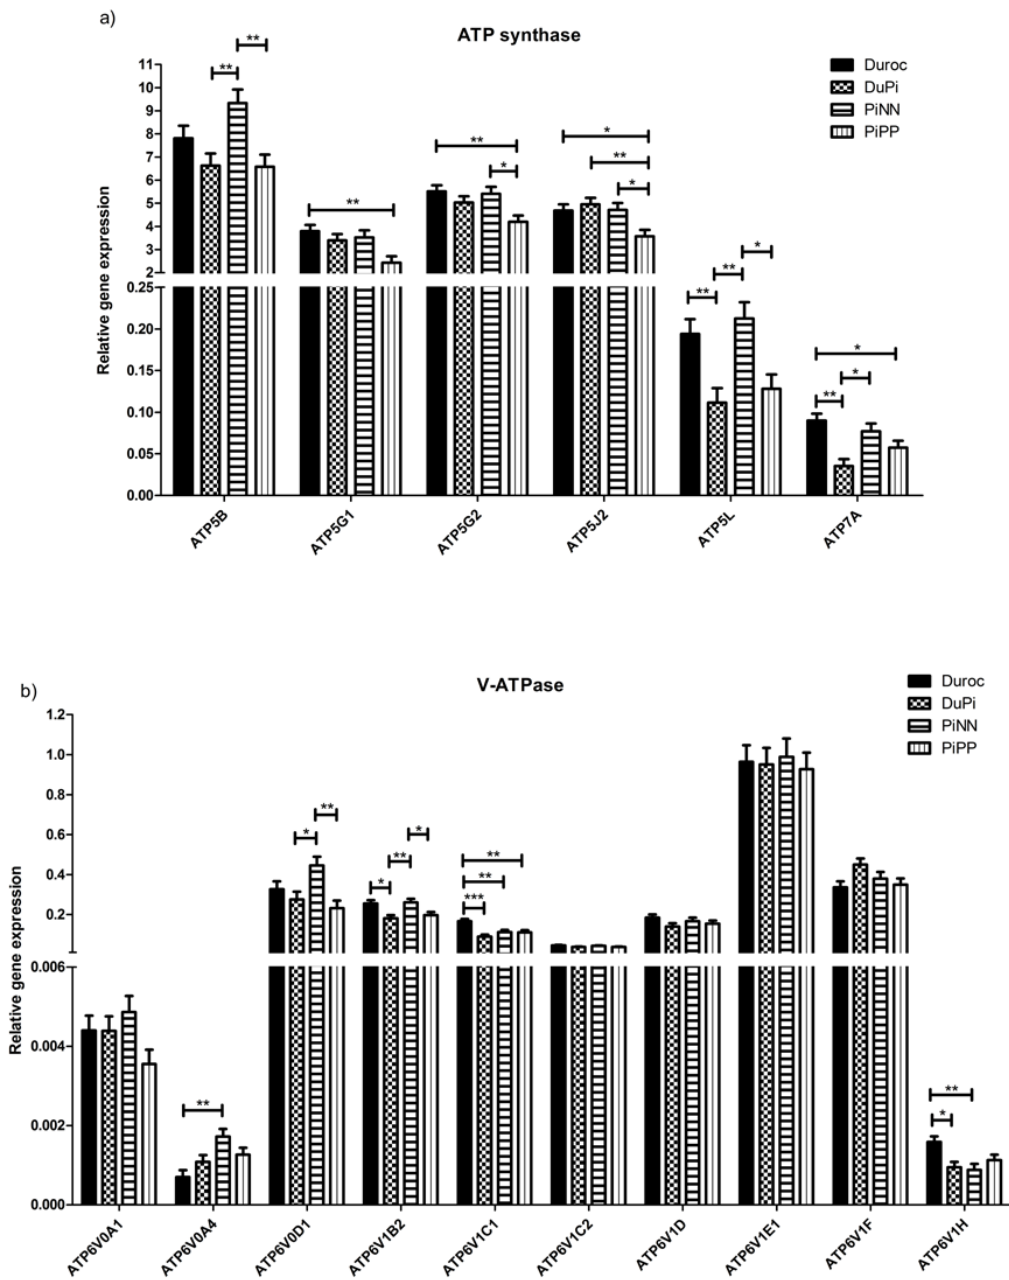 a)
ATP synthase
Duroc
DuPi
PiNN
PiPP
Relative gene expression
11
10
9
8
7
6
5
4
3
2
0.25
0.20
0.15
0.10
0.05
0.00
** ** ** ** * * ** * ** ** * ** * *
ATP5B ATP5G1 ATP5G2 ATP5J2 ATP5L ATP7A
b)
V-ATPase
Duroc
DuPi
PiNN
PiPP
Relative gene expression
1.2
1.0
0.8
0.6
0.4
0.2
0.006
0.004
0.002
0.000
** * ** * ** * *** ** ** * **
ATP6V0A1 ATP6V0A4 ATP6V0D1 ATP6V1B2 ATP6V1C1 ATP6V1C2 ATP6V1D ATP6V1E1 ATP6V1F ATP6V1H